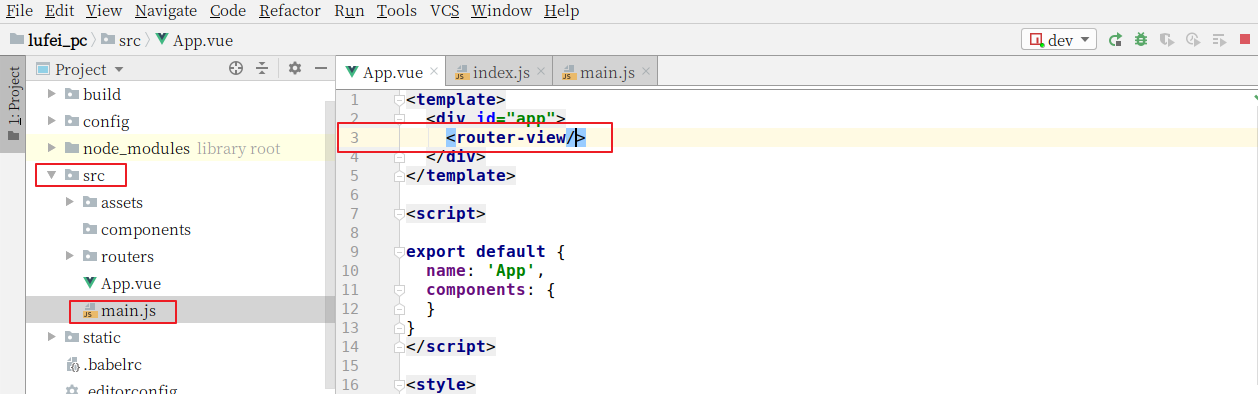 File Edit View Navigate Code Refactor Run Tools VCS Window Help
lufei_pc src App.vue
dev
1: Project
Project
build
config
node_modules library root
src
assets
components
routers
App.vue
main.js
static
.babelrc
.editorconfig
App.vue index.js main.js
1 <template>
2 <div id="app">
3 <router-view/>
4 </div>
5 </template>
6
7 <script>
8
9 export default {
10 name: 'App',
11 components: {
12 }
13 }
14 </script>
15
16 <style>